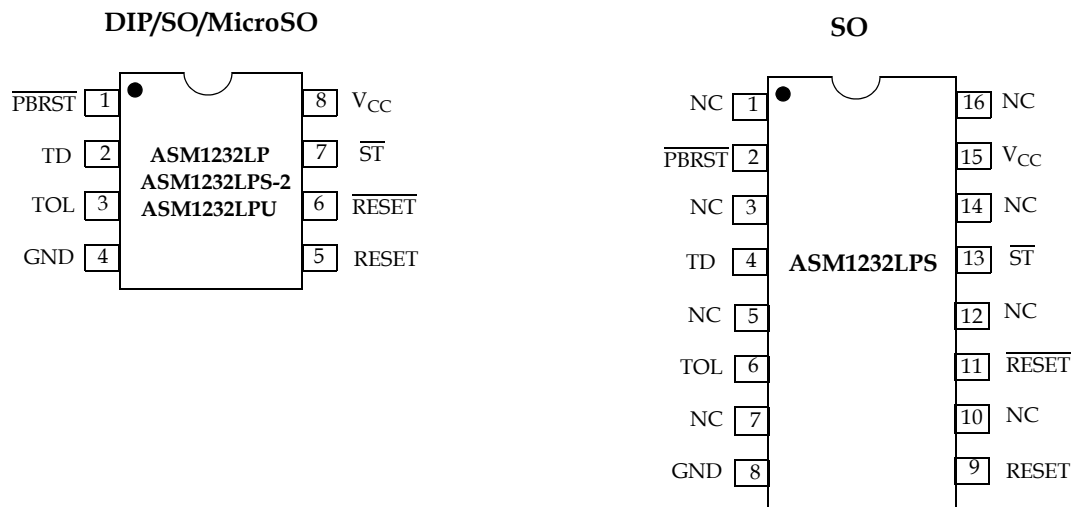 DIP/SO/MicroSO
PBRST 1 8 VCC
TD 2 ASM1232LP 7 ST
ASM1232LPS-2
TOL 3 ASM1232LPU 6 RESET
GND 4 5 RESET
SO
NC 1 16 NC
PBRST 2 15 VCC
NC 3 14 NC
TD 4 ASM1232LPS 13 ST
NC 5 12 NC
TOL 6 11 RESET
NC 7 10 NC
GND 8 9 RESET